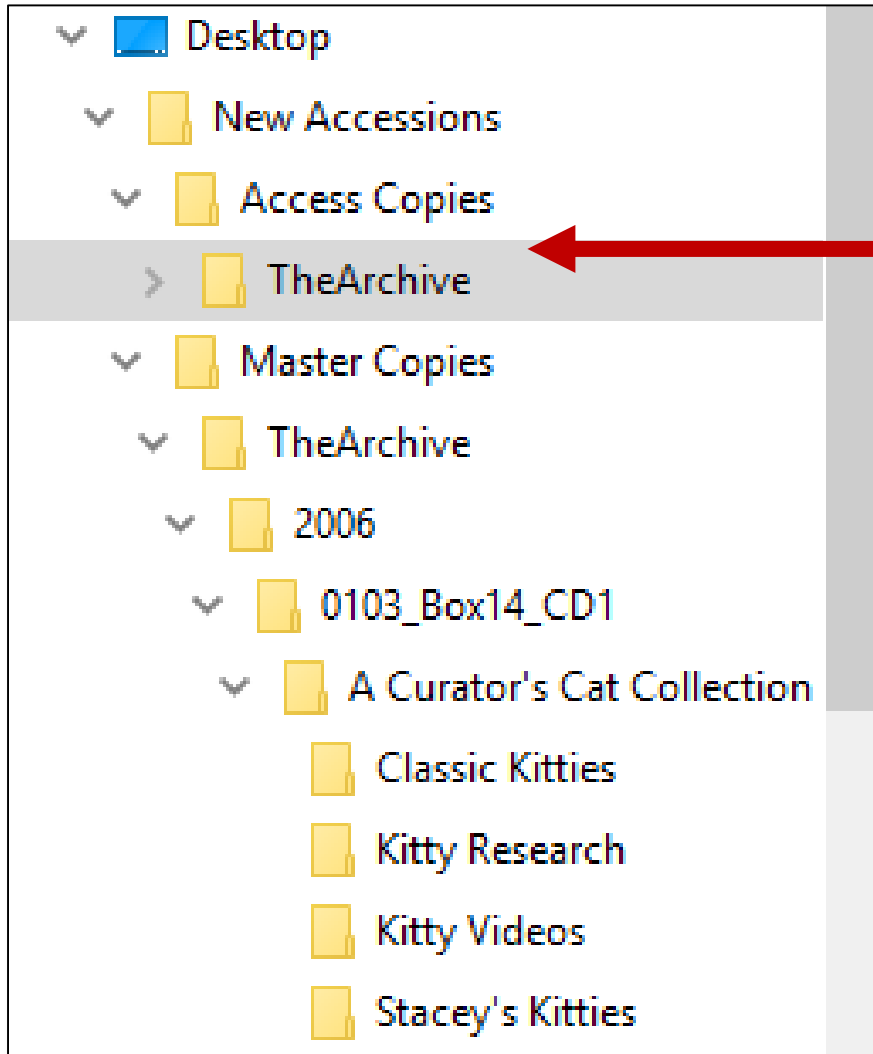 Desktop
New Accessions
Access Copies
TheArchive
Master Copies
TheArchive
2006
0103_Box14_CD1
A Curator's Cat Collection
Classic Kitties
Kitty Research
Kitty Videos
Stacey's Kitties